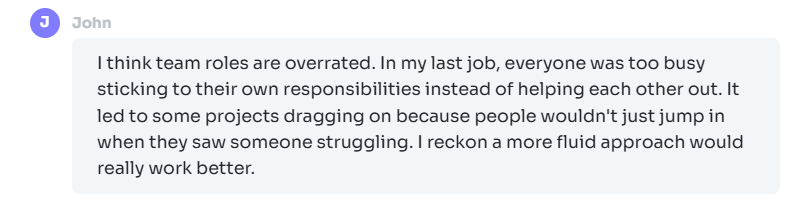 J
John
I think team roles are overrated. In my last job, everyone was too busy
sticking to their own responsibilities instead of helping each other out. It
led to some projects dragging on because people wouldn't just jump in
when they saw someone struggling. I reckon a more fluid approach would
really work better.